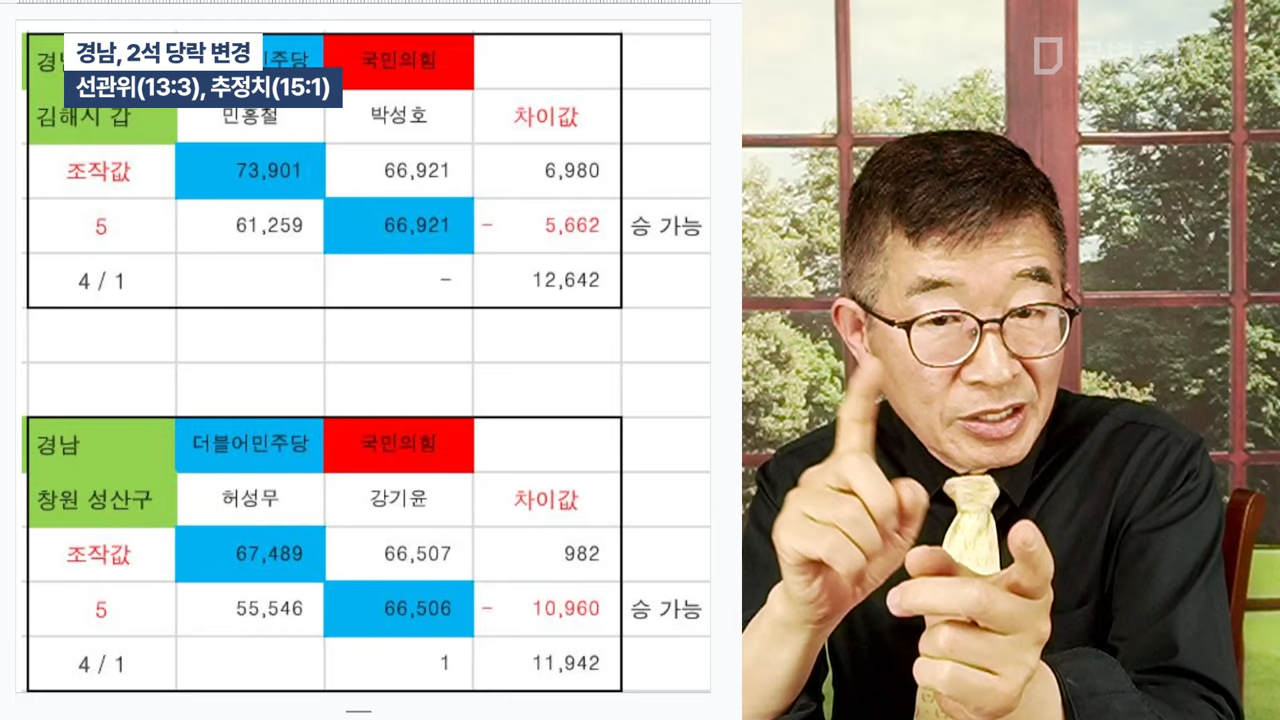 경남, 2석 당락 변경
선관위(13:3), 추정치(15:1)
주당 국민의힘
김해시 갑 민홍철 박성호 차이값
조작값 73,901 66,921 6,980
5 61,259 66,921 - 5,662 승 가능
4 / 1 - 12,642
경남 더불어민주당 국민의힘
창원 성산구 허성무 강기윤 차이값
조작값 67,489 66,507 982
5 55,546 66,506 - 10,960 승 가능
4 / 1 1 11,942